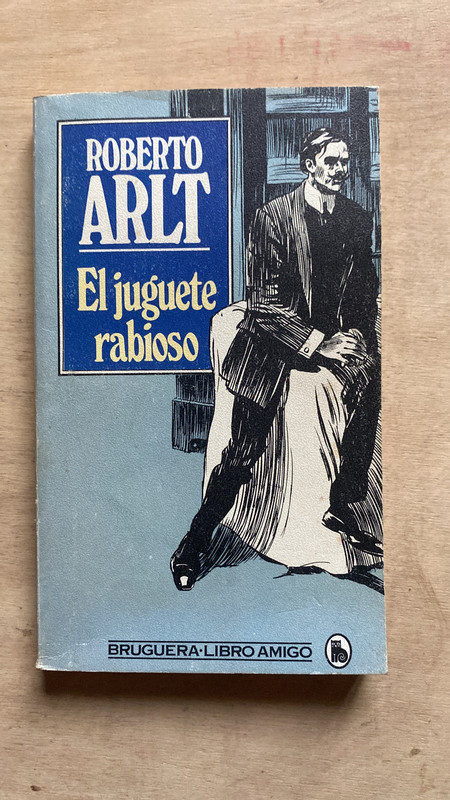 ROBERTO
ARLT
El juguete
rabioso
BRUGUERA·LIBRO AMIGO